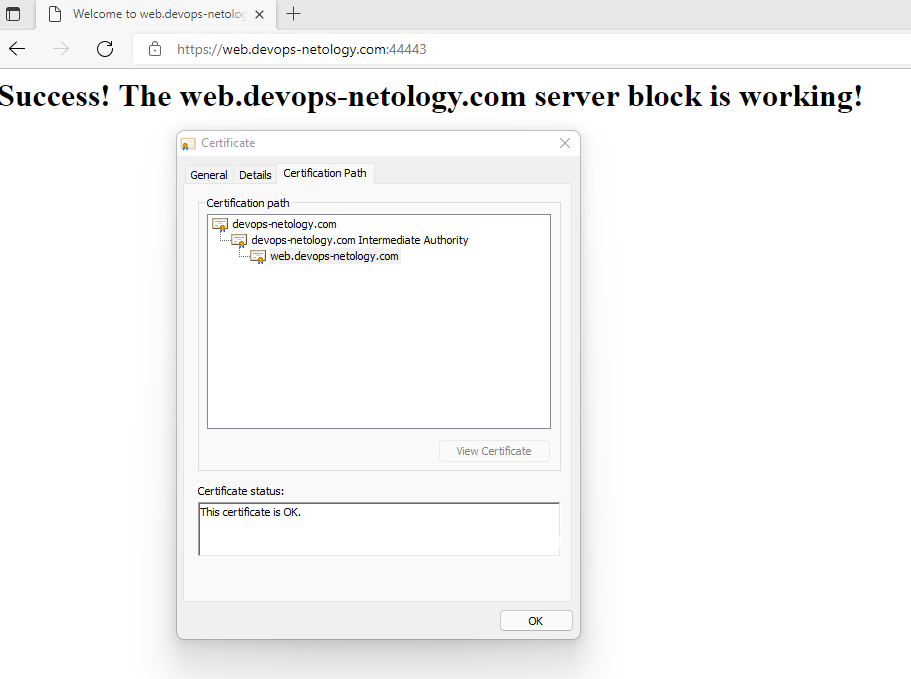 Welcome to web.devops-netolog
https://web.devops-netology.com:44443
Success! The web.devops-netology.com server block is working!
Certificate
General Details Certification Path
Certification path
devops-netology.com
devops-netology.com Intermediate Authority
web.devops-netology.com
View Certificate
Certificate status:
This certificate is OK.
OK